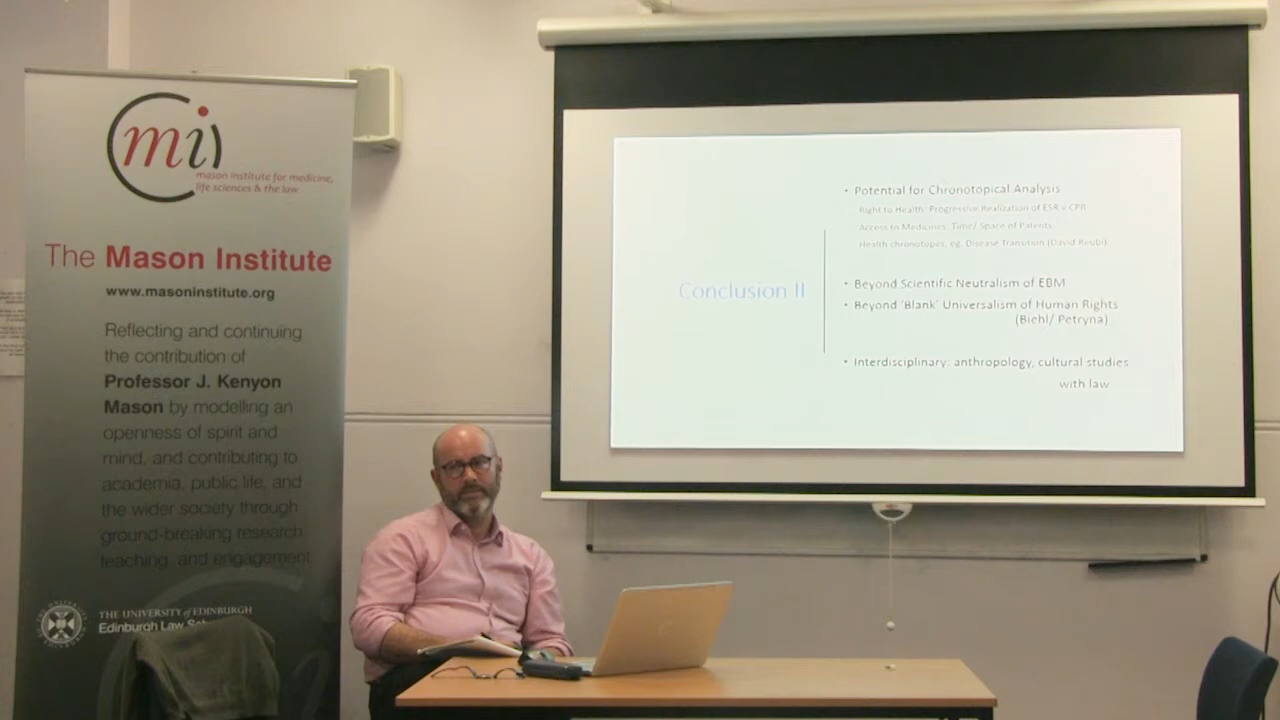 mi
mason institute for medicine,
life sciences & the law
The Mason Institute
www.masoninstitute.org
Reflecting and continuing
the contribution of
Professor J. Kenyon
Mason by modelling an
openness of spirit and
mind, and contributing to
academia, public life, and
the wider society through
ground-breaking research,
teaching, and engagement
THE UNIVERSITY of EDINBURGH
Edinburgh Law
Conclusion II
• Potential for Chronotopical Analysis
Right to Health: Progressive Realization of ESR v CPR
Access to Medicines: Time/ Space of Patents
Health chronotopes, eg. Disease Transition (David Reubi)
• Beyond Scientific Neutralism of EBM
• Beyond 'Blank' Universalism of Human Rights
(Biehl/ Petryna)
• Interdisciplinary: anthropology, cultural studies
with law